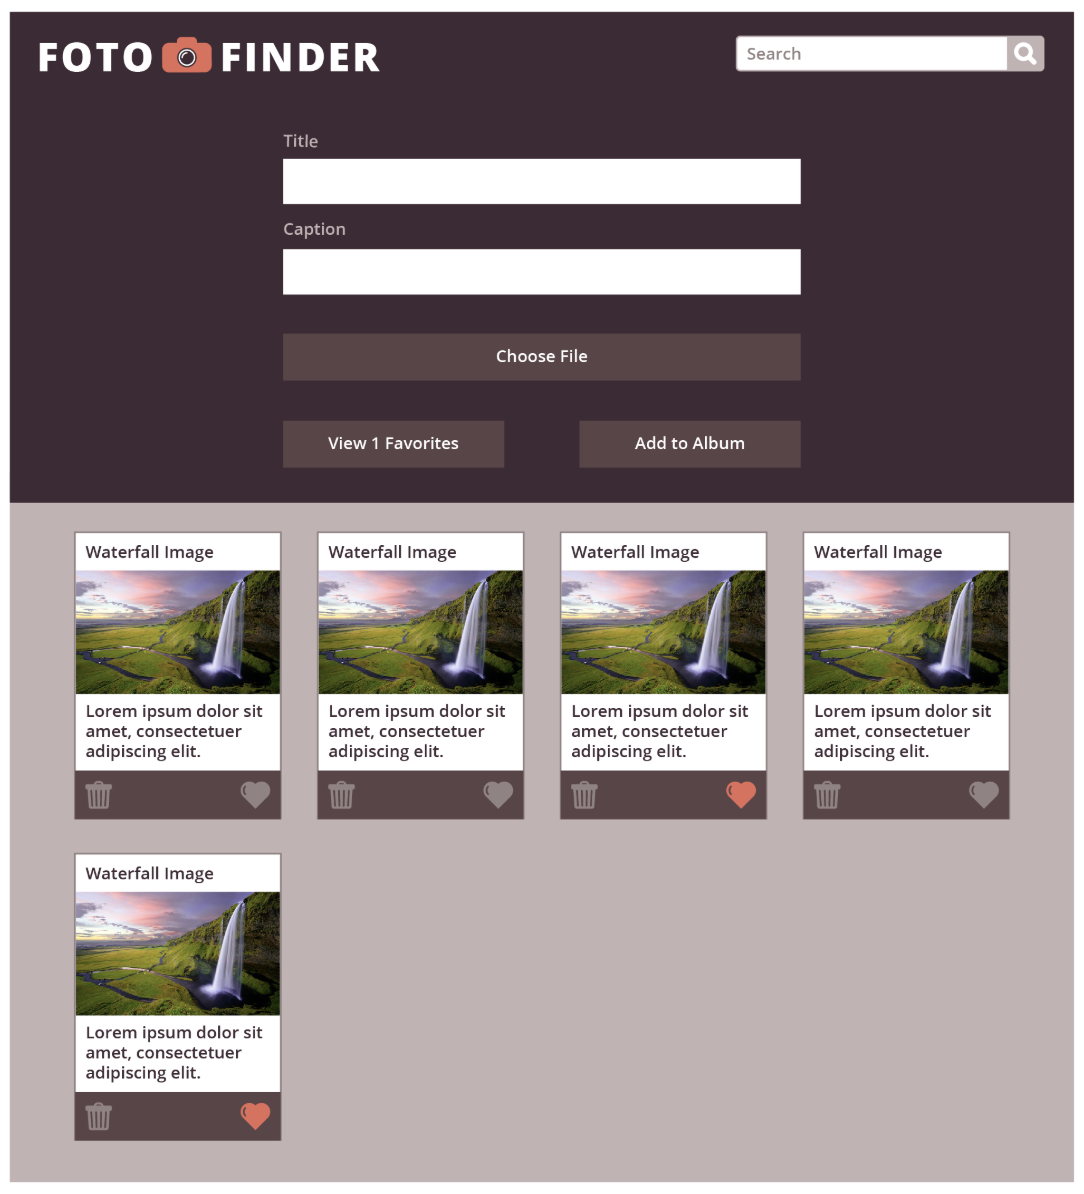 FOTO FINDER
Search
Title
Caption
Choose File
View 1 Favorites
Add to Album
Waterfall Image
Lorem ipsum dolor sit
amet, consectetuer
adipiscing elit.
Waterfall Image
Lorem ipsum dolor sit
amet, consectetuer
adipiscing elit.
Waterfall Image
Lorem ipsum dolor sit
amet, consectetuer
adipiscing elit.
Waterfall Image
Lorem ipsum dolor sit
amet, consectetuer
adipiscing elit.
Waterfall Image
Lorem ipsum dolor sit
amet, consectetuer
adipiscing elit.